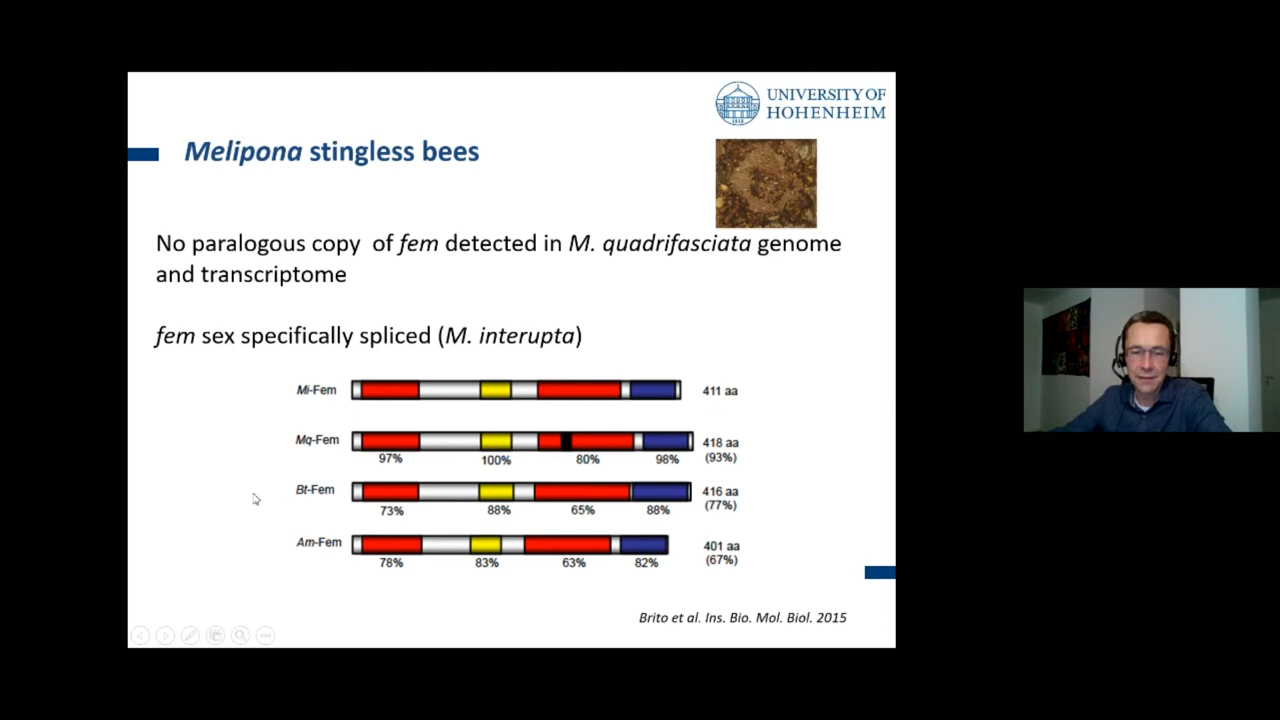 UNIVERSITY OF
HOHENHEIM
Melipona stingless bees
No paralogous copy of fem detected in M. quadrifasciata genome
and transcriptome
fem sex specifically spliced (M. interupta)
Mi-Fem 411 aa
Mq-Fem 418 aa
97% 100% 80% 98% (93%)
Bt-Fem 416 aa
73% 88% 65% 88% (77%)
Am-Fem 401 aa
78% 83% 63% 82% (67%)
Brito et al. Ins. Bio. Mol. Biol. 2015